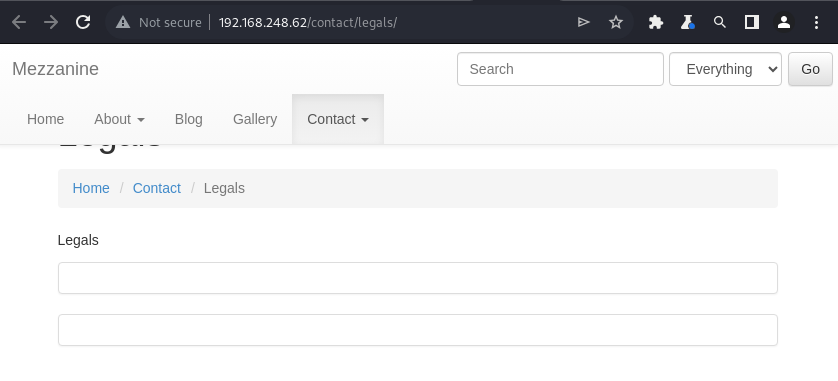 Not secure 192.168.248.62/contact/legals/
Mezzanine Search Everything Go
Home About Blog Gallery Contact
Legals
Home / Contact / Legals
Legals